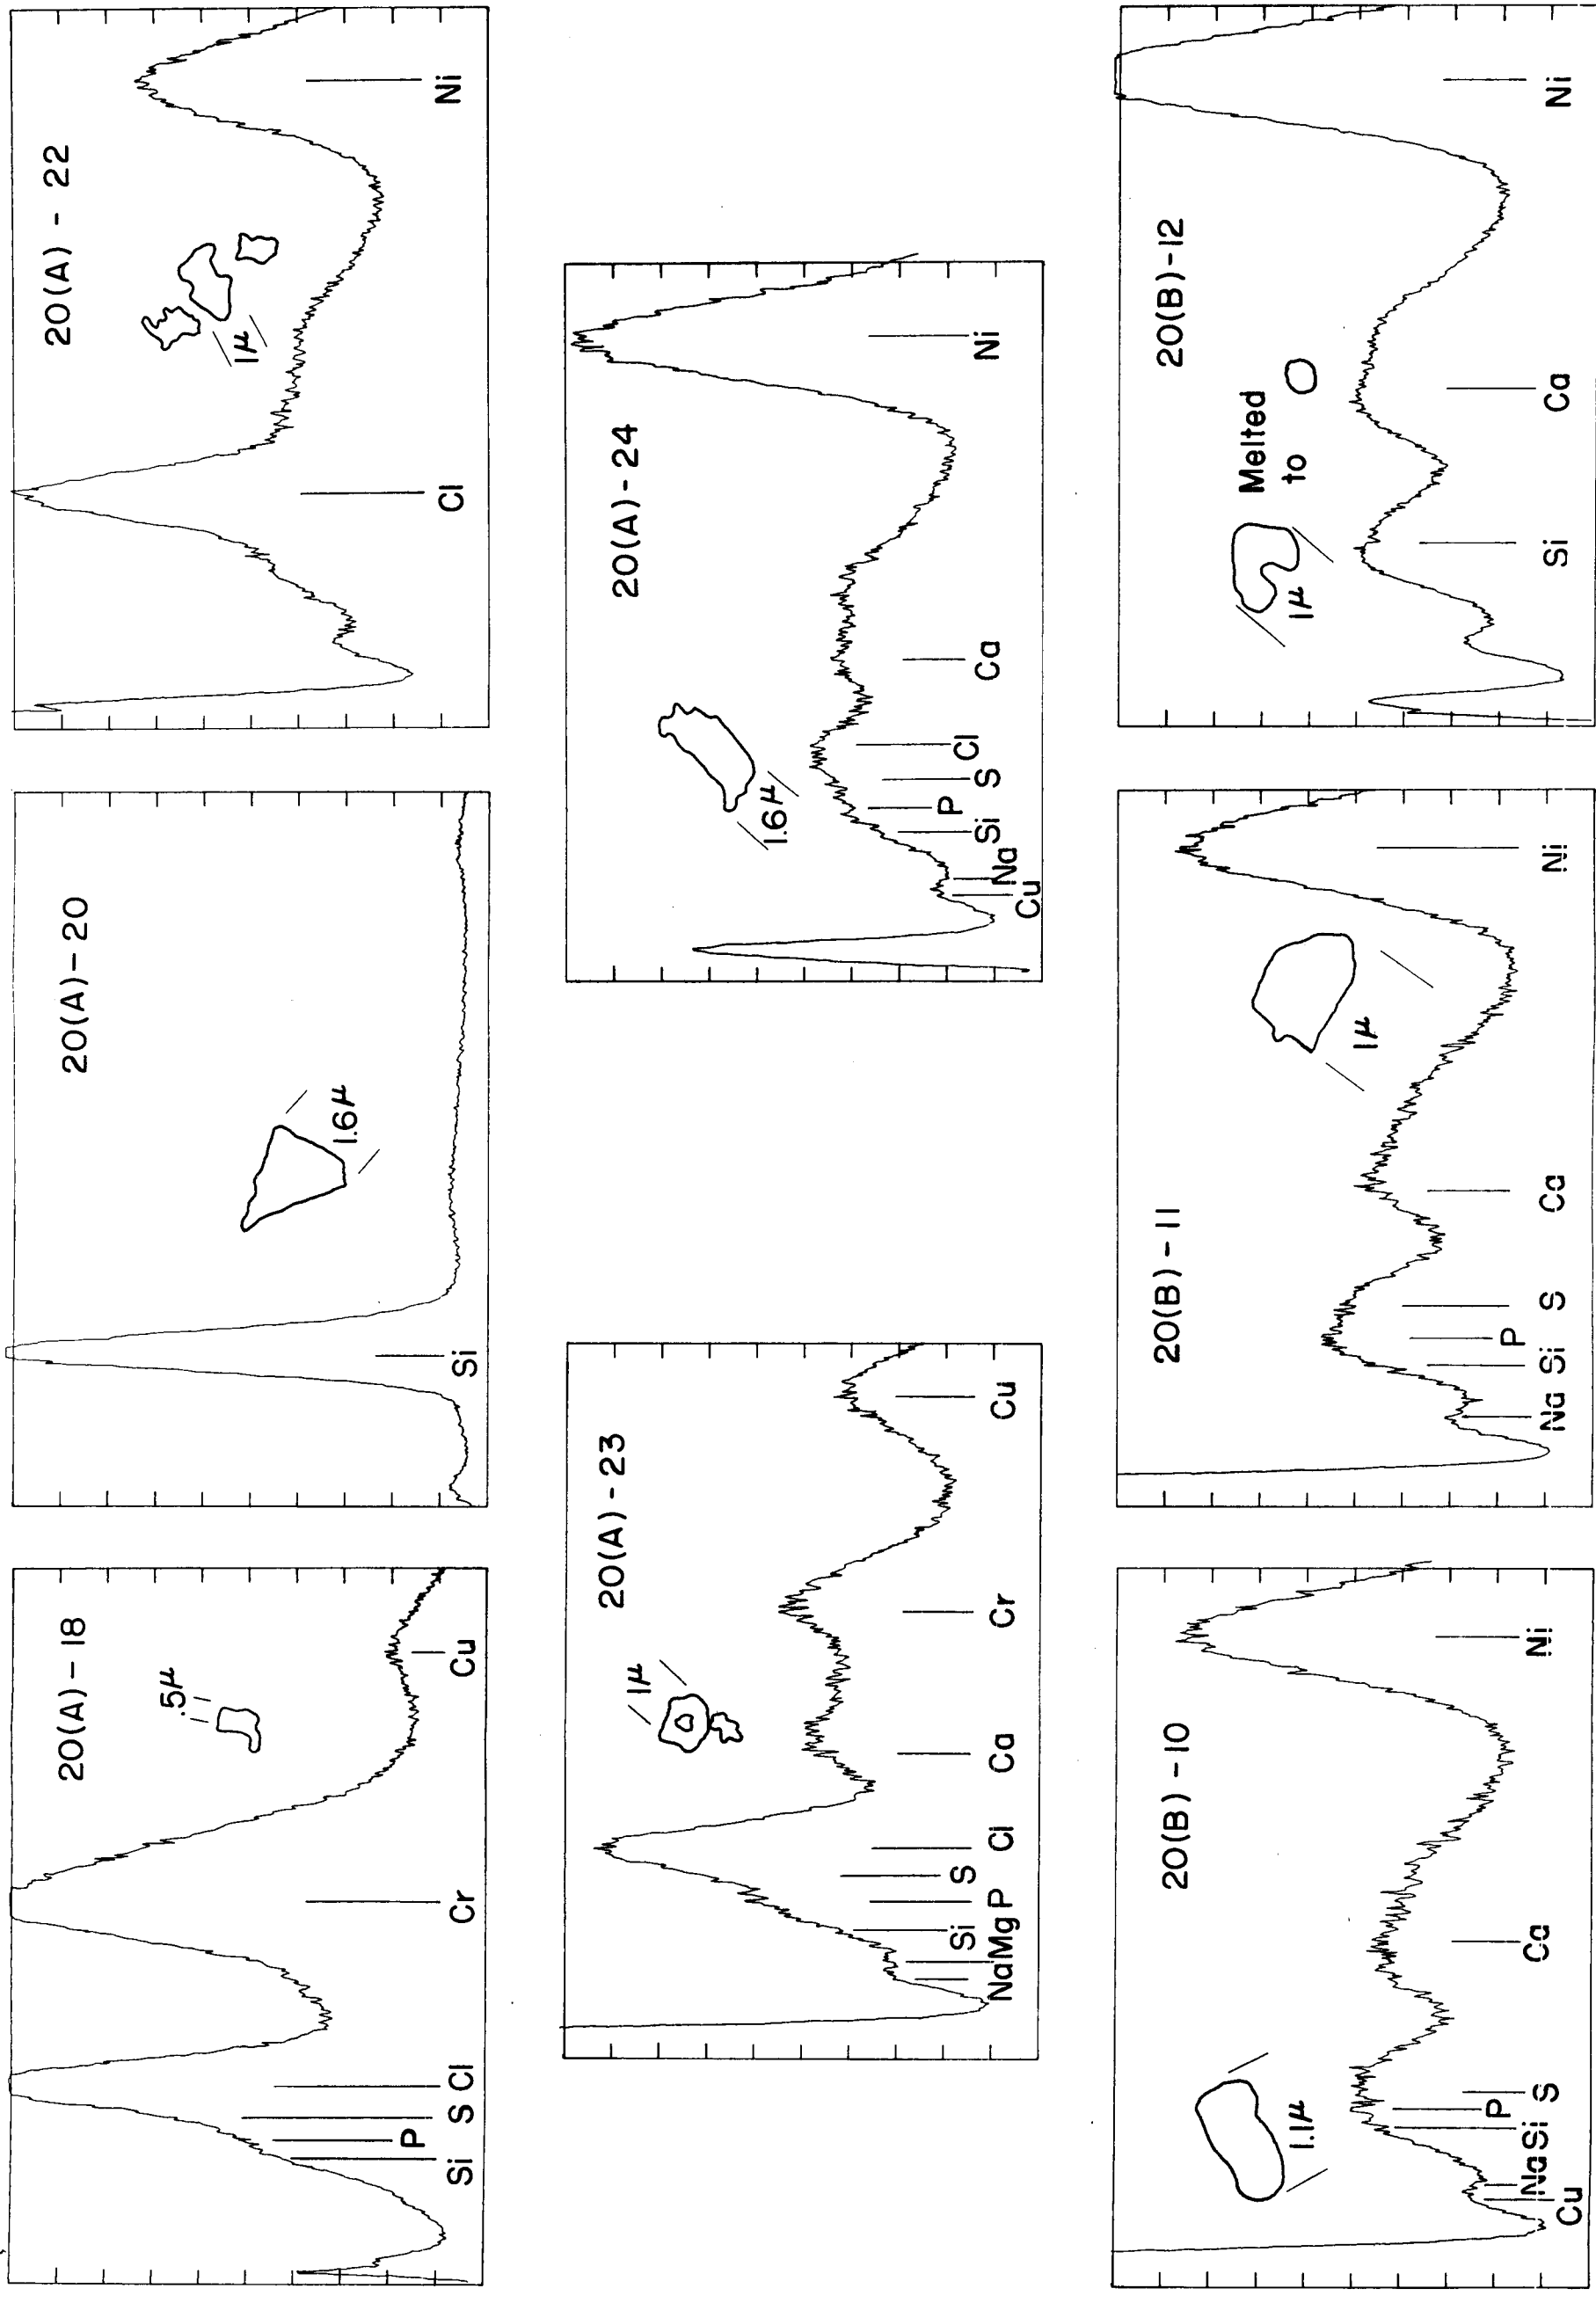 20(A) - 18
.5μ
Si P S Cl Cr Cu
20(A) - 20
1.6μ
Si
20(A) - 22
1μ
Cl Ni
20(A) - 23
1μ
Na Mg Si P S Cl Ca Cr Cu
20(A) - 24
1.6μ
Cu Na Si P S Cl Ca Ni
20(B) - 10
1.1μ
Cu Na Si P S Ca Ni
20(B) - 11
1μ
Na Si P S Ca Ni
20(B) - 12
1μ
Melted
to
Si Ca Ni